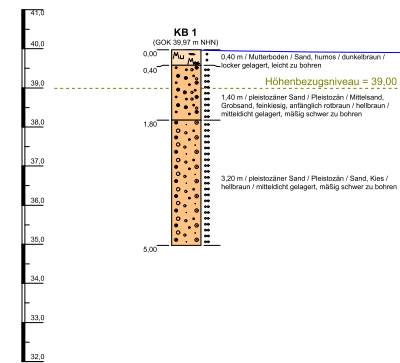 41,0
KB 1
40,0
(GOK 39,97 m NHN)
0,00
Mu
M
0,40 m / Mutterboden / Sand, humos / dunkelbraun /
locker gelagert, leicht zu bohren
0,40
Höhenbezugsniveau = 39,00
39,0
1,40 m / pleistozäner Sand / Pleistozän / Mittelsand,
Grobsand, feinkiesig, anfänglich rotbraun / hellbraun /
mitteldicht gelagert, mäßig schwer zu bohren
38,0
1,80
37,0
3,20 m / pleistozäner Sand / Pleistozän / Sand, Kies /
hellbraun / mitteldicht gelagert, mäßig schwer zu bohren
36,0
35,0
5,00
34,0
33,0
32,0